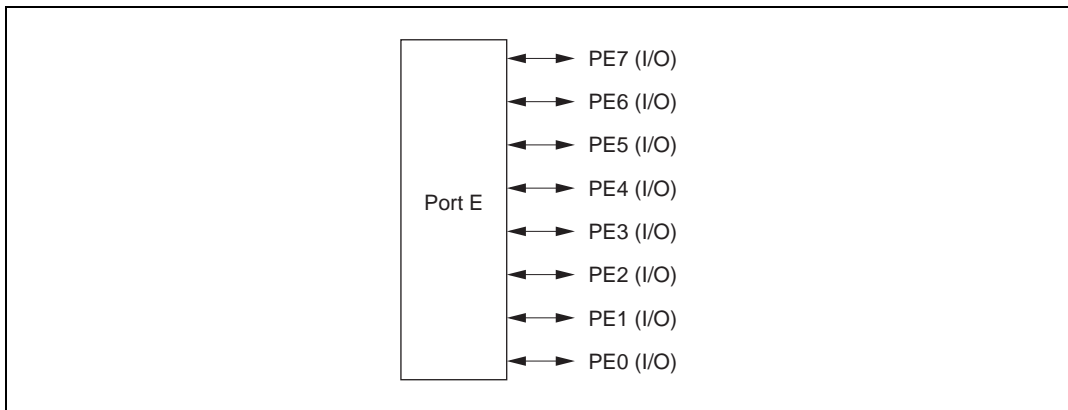 PE7 (I/O)
PE6 (I/O)
PE5 (I/O)
PE4 (I/O)
Port E
PE3 (I/O)
PE2 (I/O)
PE1 (I/O)
PE0 (I/O)